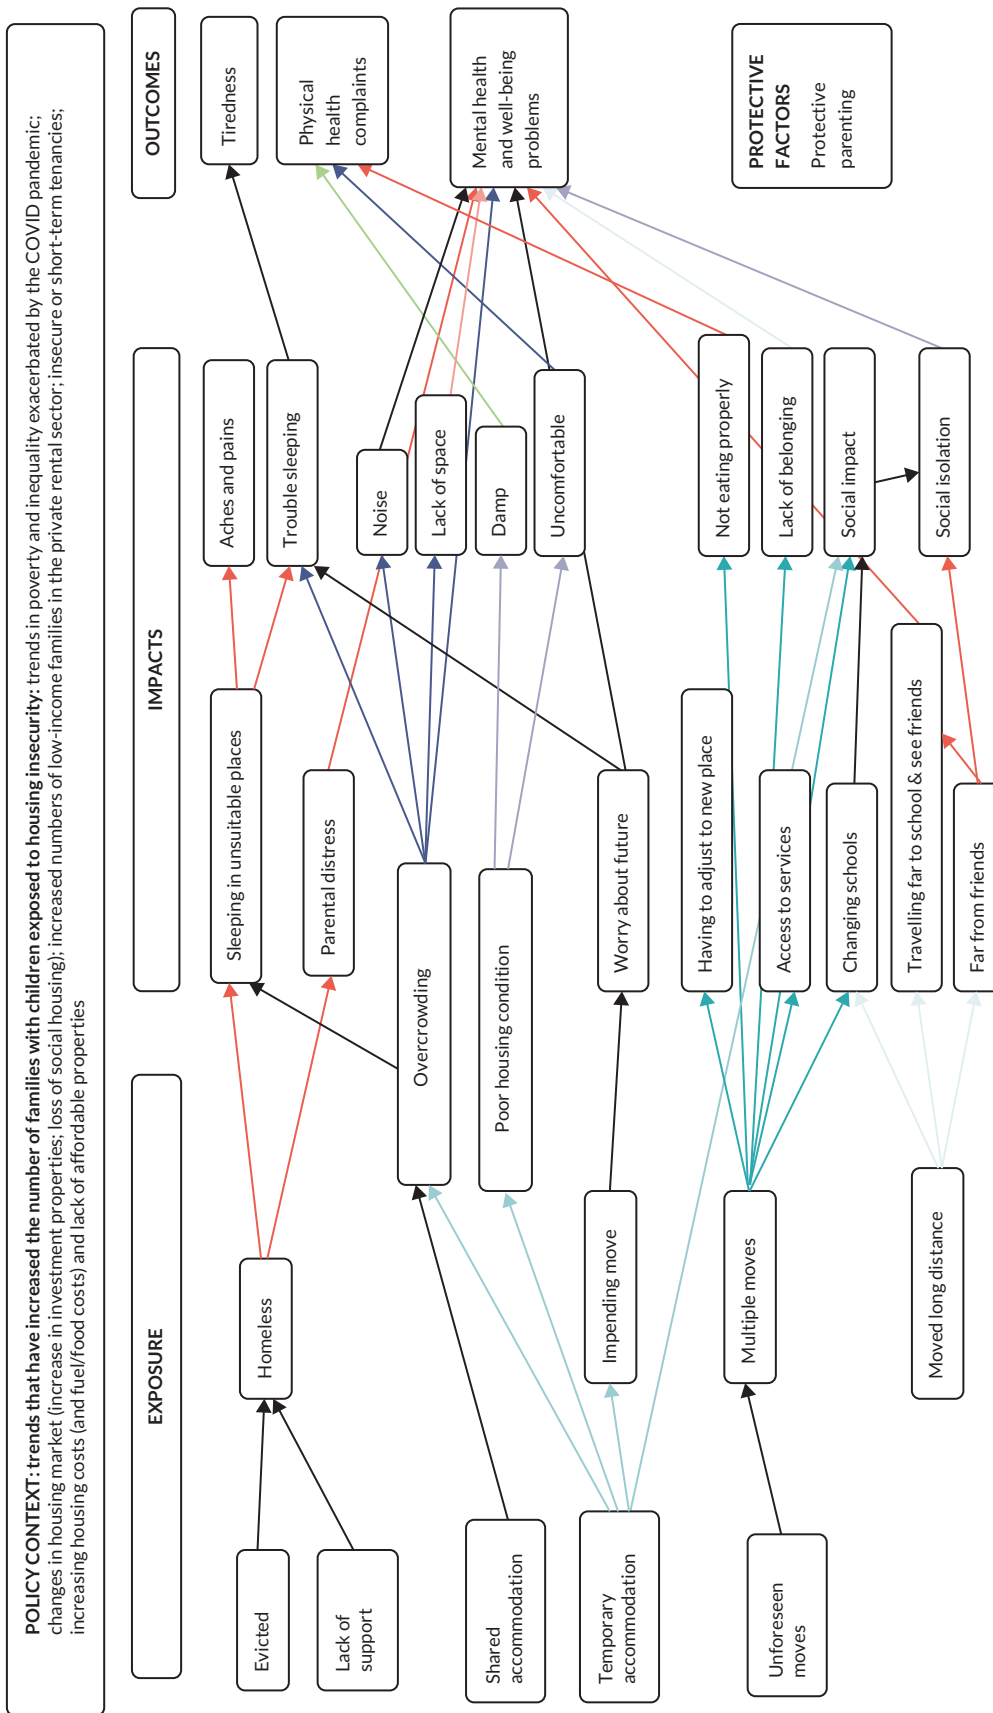 POLICY CONTEXT: trends that have increased the number of families with children exposed to housing insecurity: trends in poverty and inequality exacerbated by the COVID pandemic;
changes in housing market (increase in investment properties; loss of social housing); increased numbers of low-income families in the private rental sector; insecure or short-term tenancies;
increasing housing costs (and fuel/food costs) and lack of affordable properties
EXPOSURE
IMPACTS
OUTCOMES
Evicted
Lack of
support
Homeless
Shared
accommodation
Temporary
accommodation
Impending move
Unforeseen
moves
Multiple moves
Moved long distance
Sleeping in unsuitable places
Parental distress
Overcrowding
Poor housing condition
Worry about future
Having to adjust to new place
Access to services
Changing schools
Travelling far to school & see friends
Far from friends
Aches and pains
Trouble sleeping
Noise
Lack of space
Damp
Uncomfortable
Not eating properly
Lack of belonging
Social impact
Social isolation
Tiredness
Physical
health
complaints
Mental health
and well-being
problems
PROTECTIVE
FACTORS
Protective
parenting